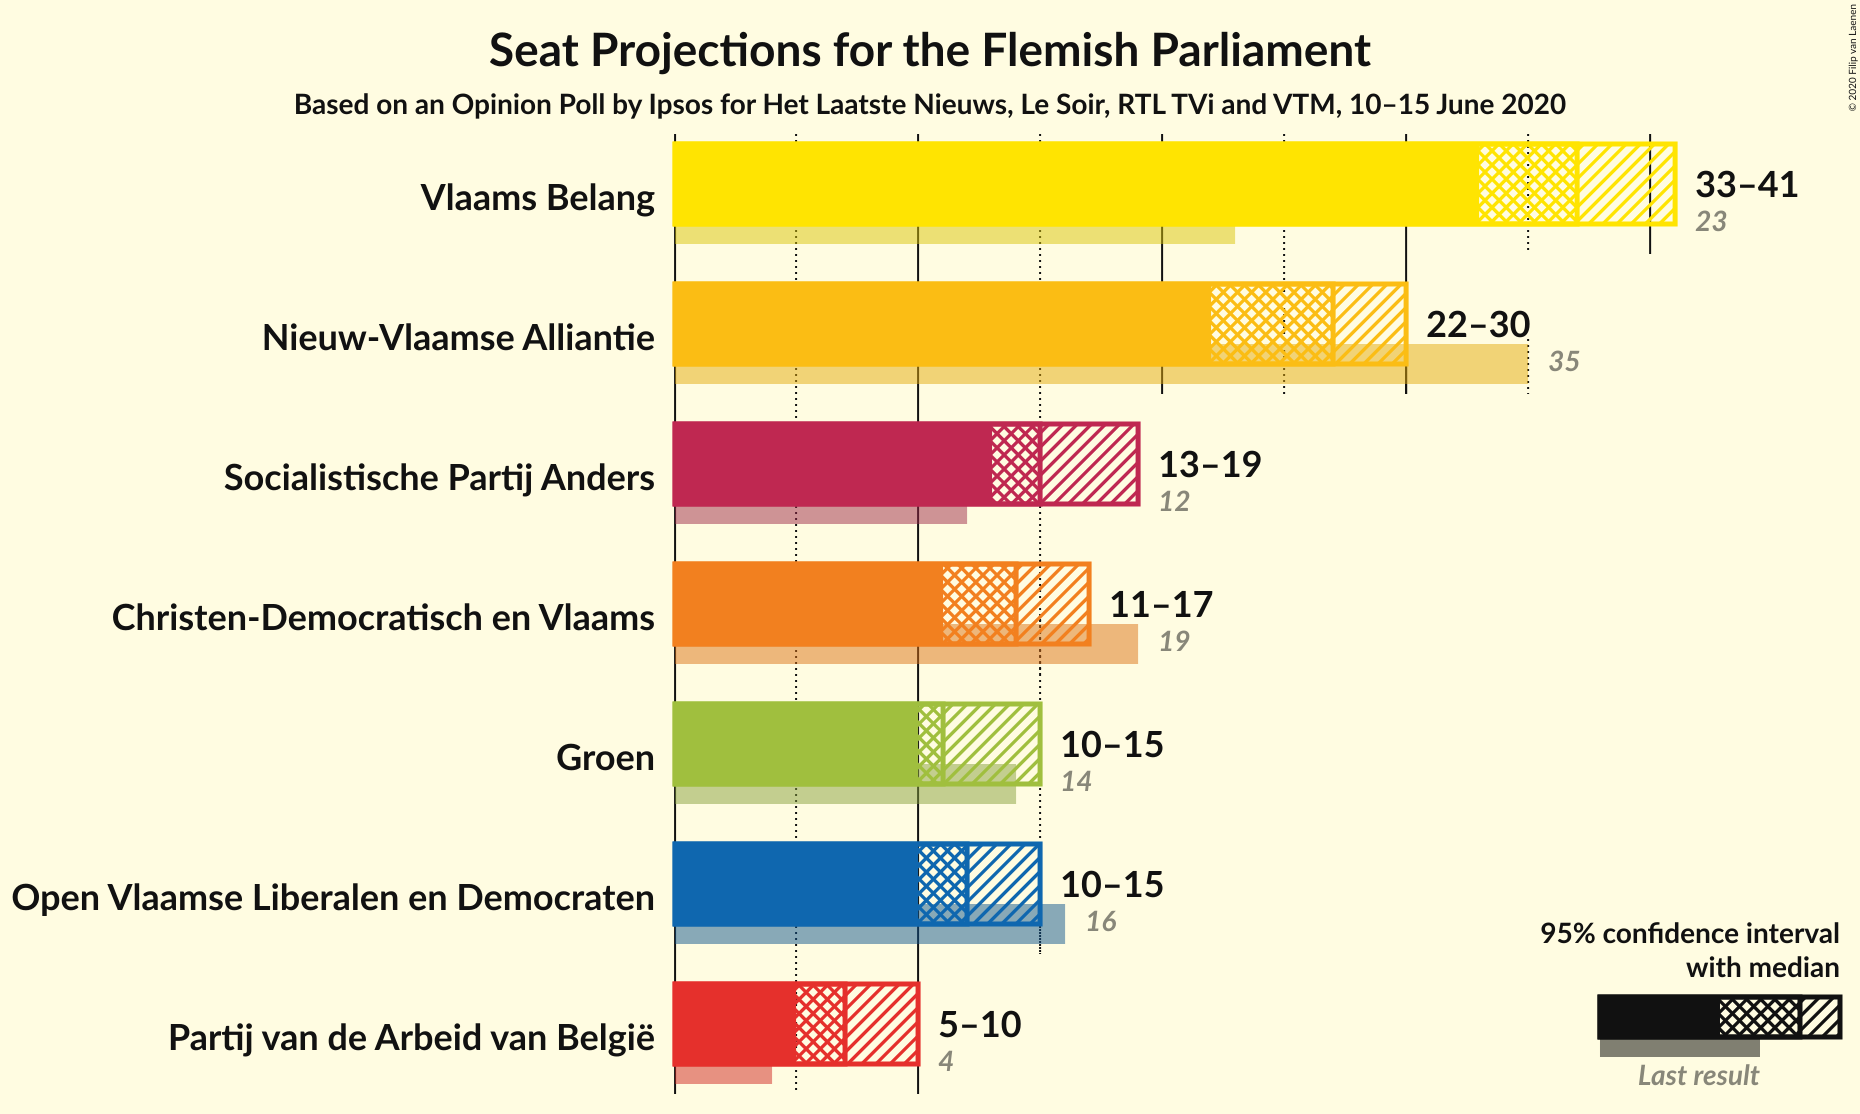 Seat Projections for the Flemish Parliament
Based on an Opinion Poll by Ipsos for Het Laatste Nieuws, Le Soir, RTL TVi and VTM, 10–15 June 2020
© 2020 Filip van Laenen
Vlaams Belang
33–41
23
Nieuw-Vlaamse Alliantie
22–30
35
Socialistische Partij Anders
13–19
12
Christen-Democratisch en Vlaams
11–17
19
Groen
10–15
14
Open Vlaamse Liberalen en Democraten
10–15
16
Partij van de Arbeid van België
5–10
4
95% confidence interval
with median
Last result